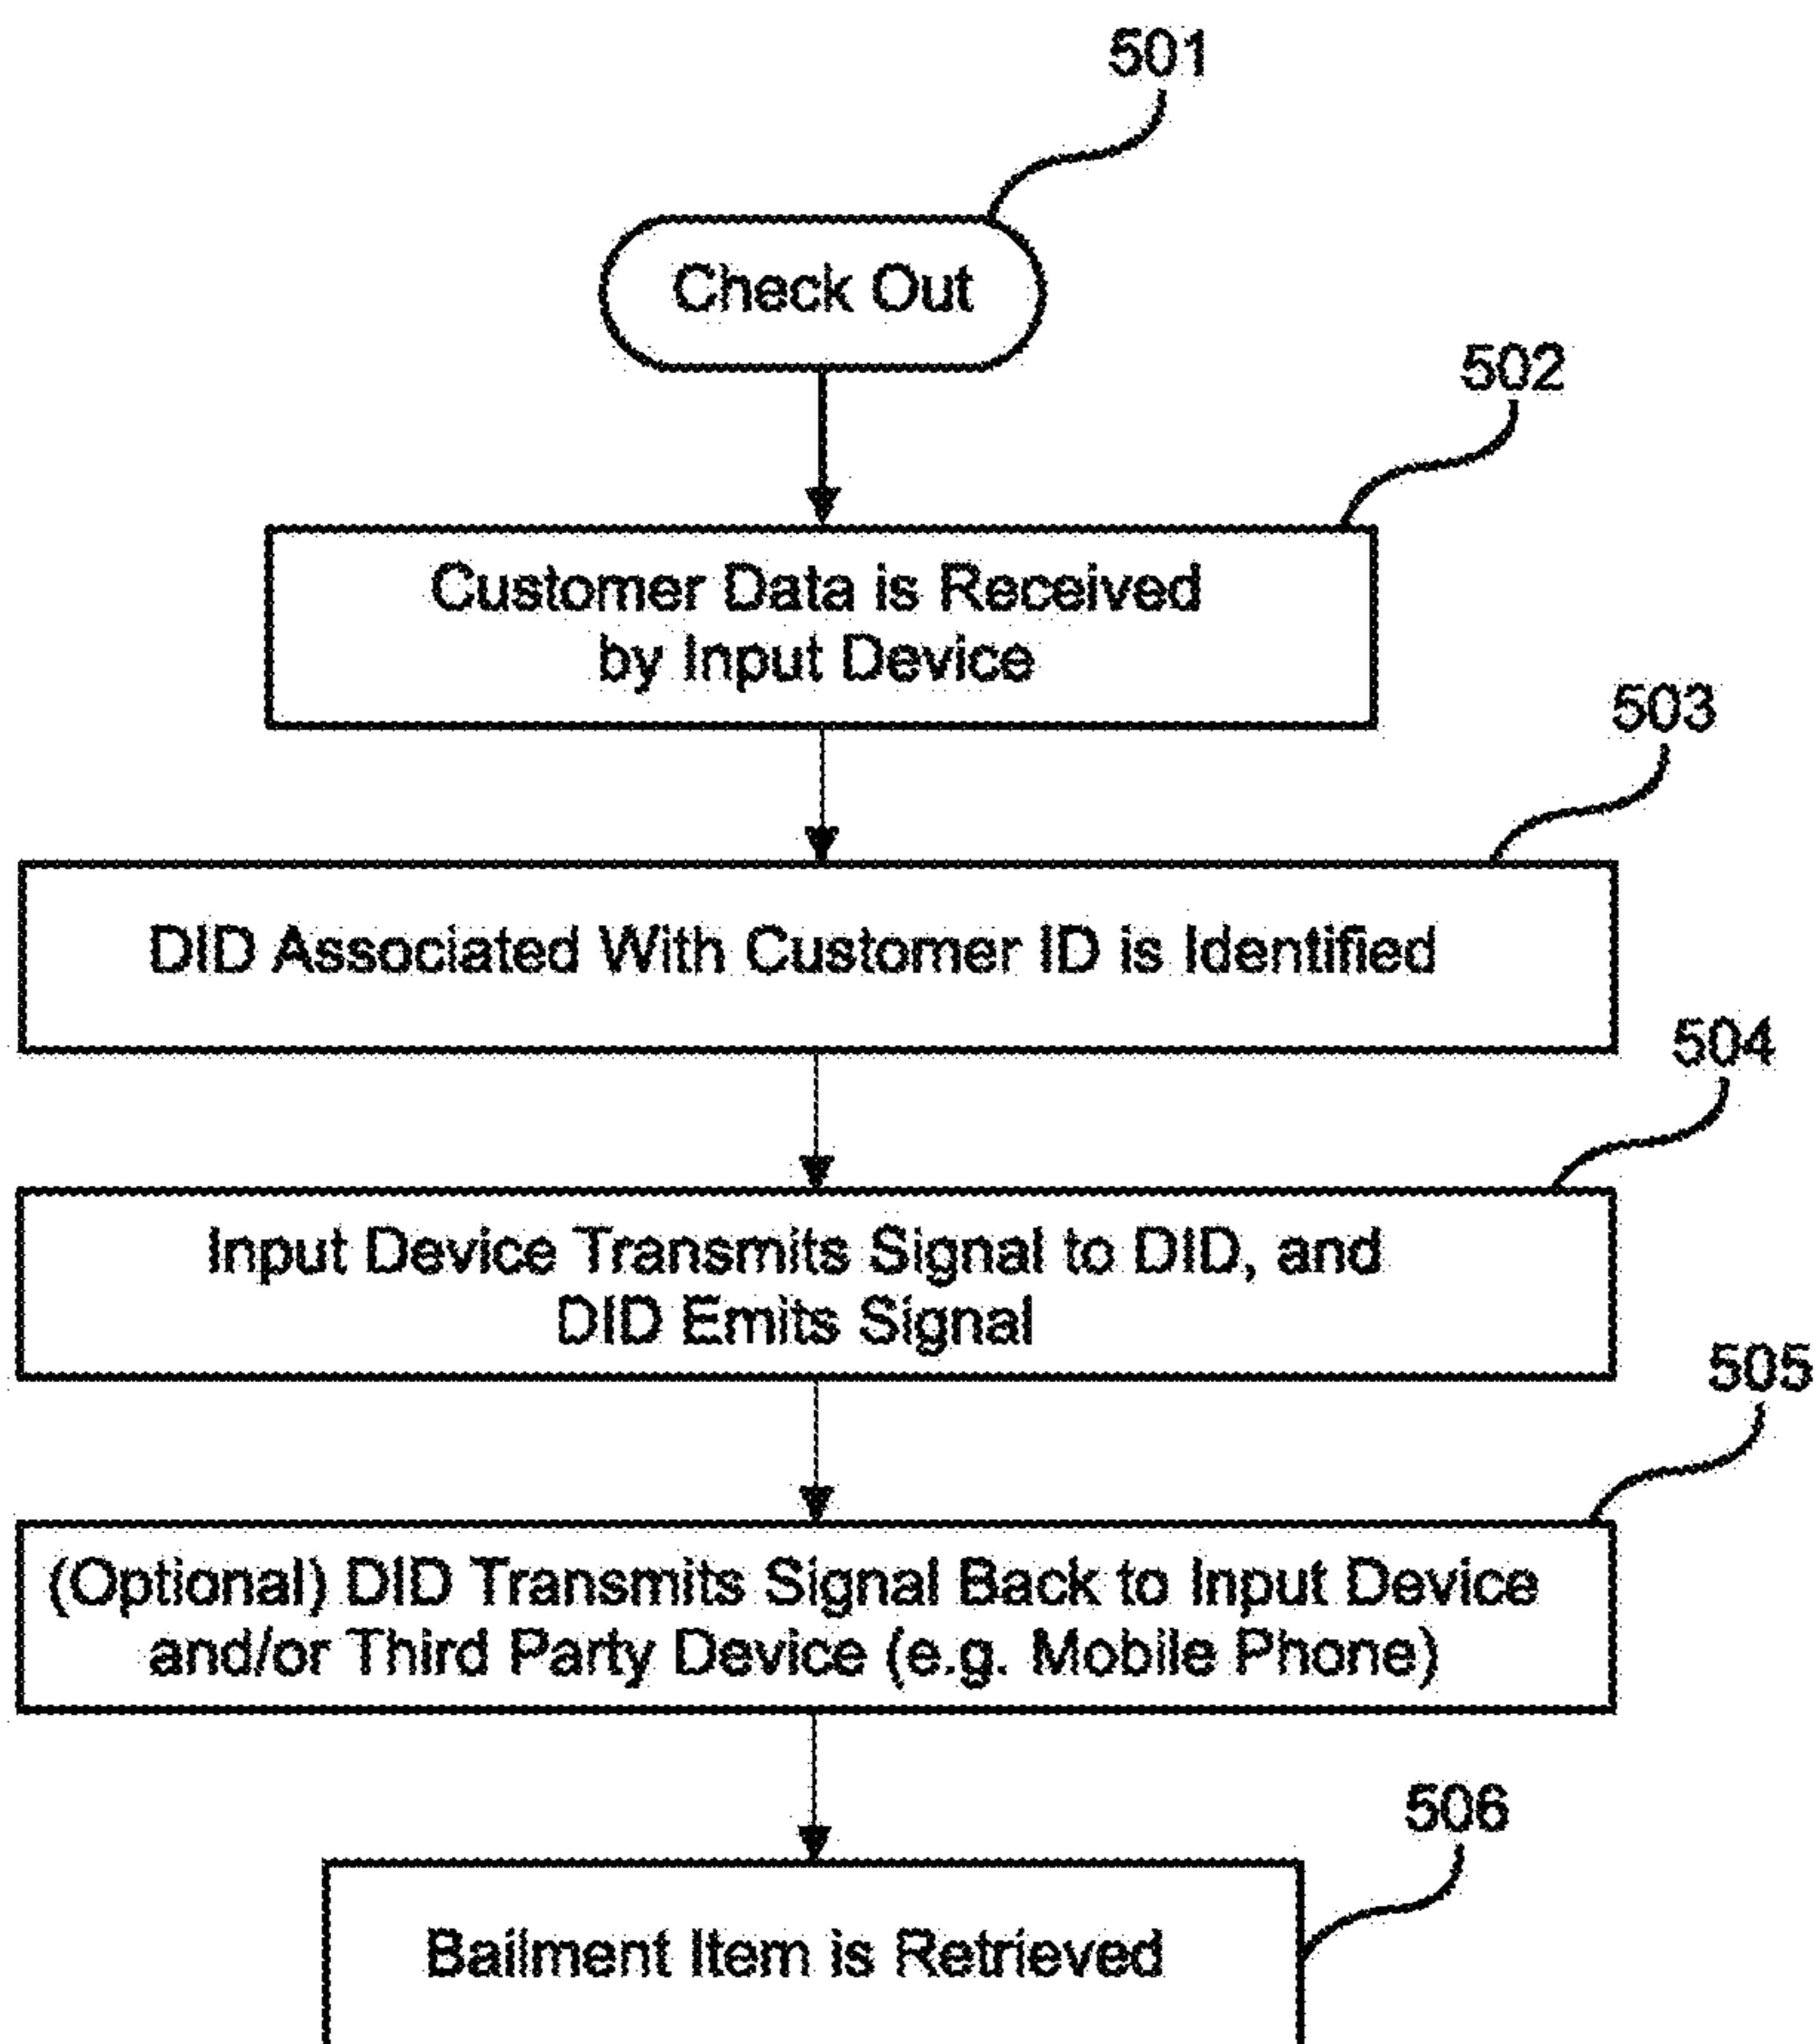 501
Check Out
502
Customer Data is Received
by Input Device
503
DID Associated With Customer ID is Identified
504
Input Device Transmits Signal to DID, and
DID Emits Signal
505
(Optional) DID Transmits Signal Back to Input Device
and/or Third Party Device (e.g. Mobile Phone)
506
Bailment Item is Retrieved